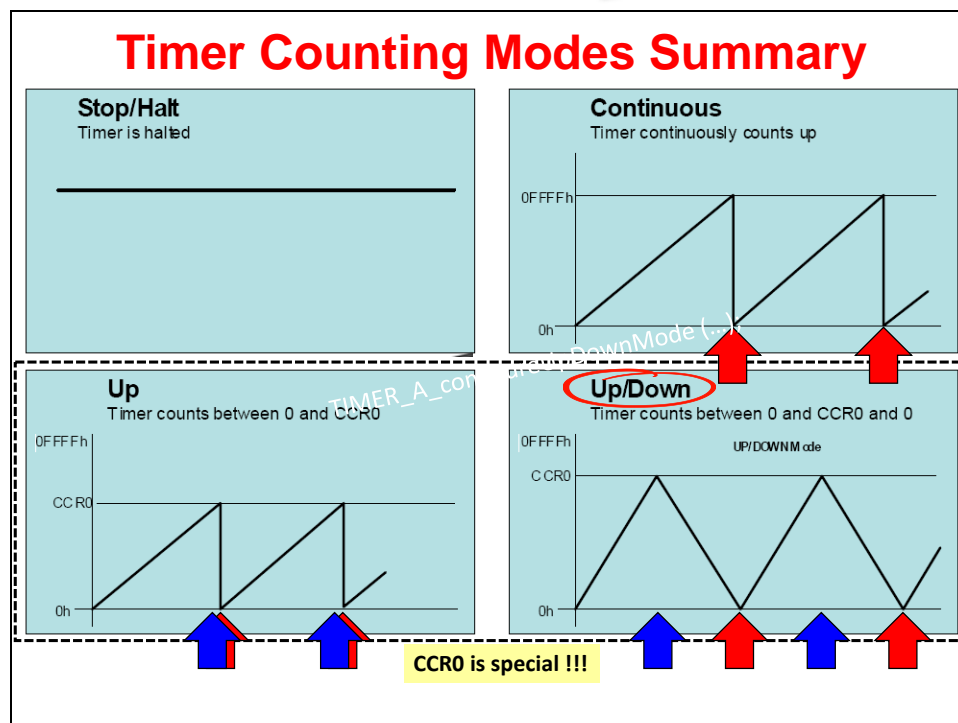 Timer Counting Modes Summary
Stop/Halt
Timer is halted
Continuous
Timer continuously counts up
0FFFFh
0h
TIMER_A_con DownMode (...)
Up
Timer counts between 0 and CCR0
0FFFFh
CCR0
0h
Up/Down
Timer counts between 0 and CCR0 and 0
0FFFFh
UP/DOWN Mode
CCR0
0h
CCR0 is special !!!